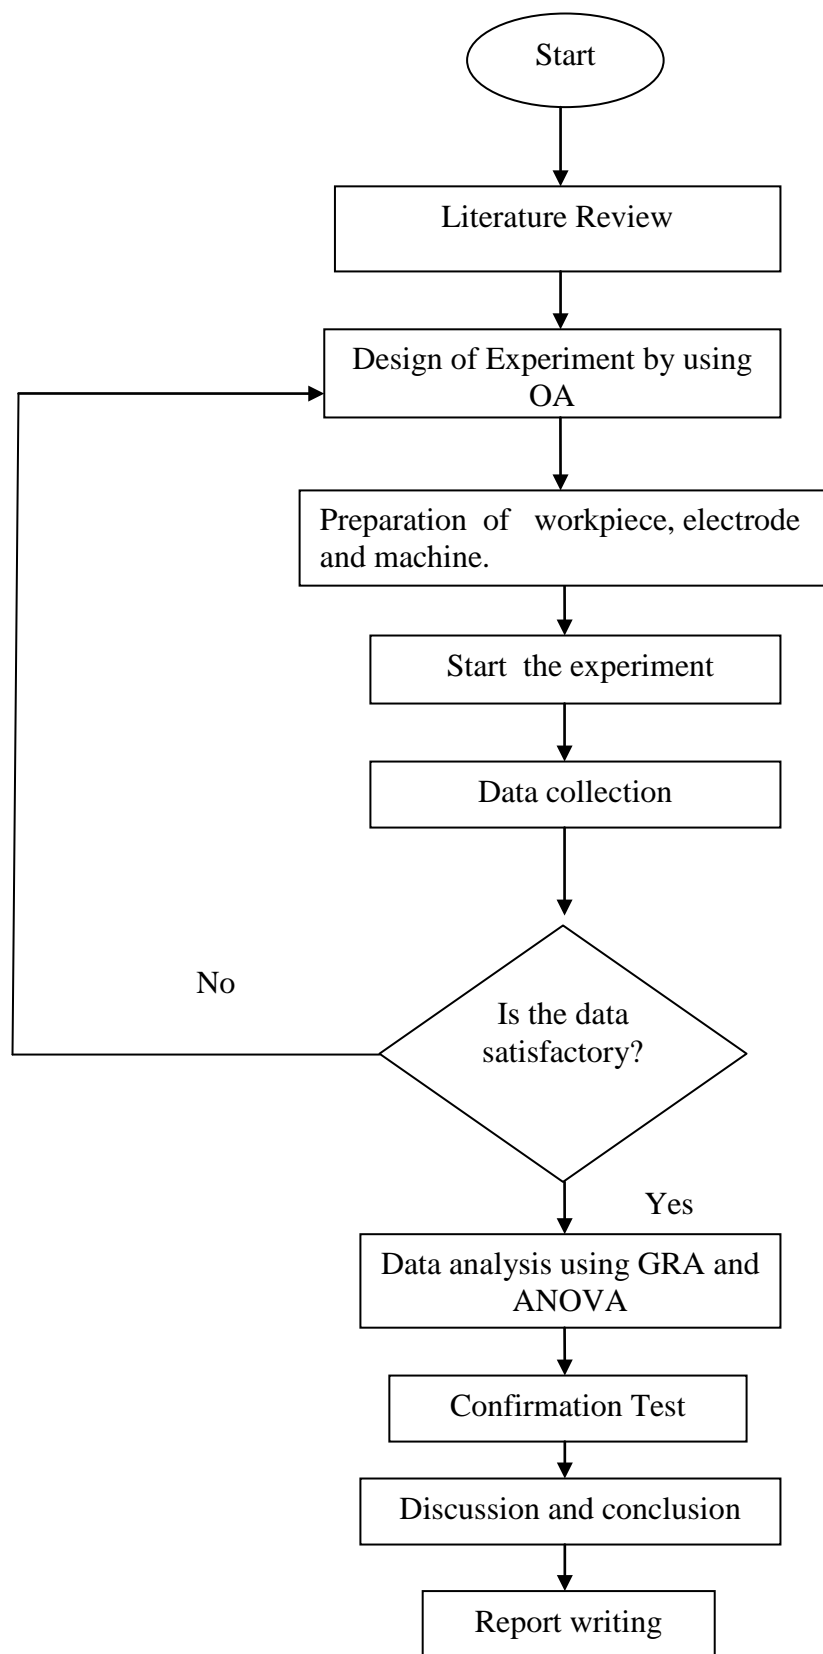 Start
Literature Review
Design of Experiment by using
OA
Preparation of workpiece, electrode
and machine.
Start the experiment
Data collection
No
Is the data
satisfactory?
Yes
Data analysis using GRA and
ANOVA
Confirmation Test
Discussion and conclusion
Report writing